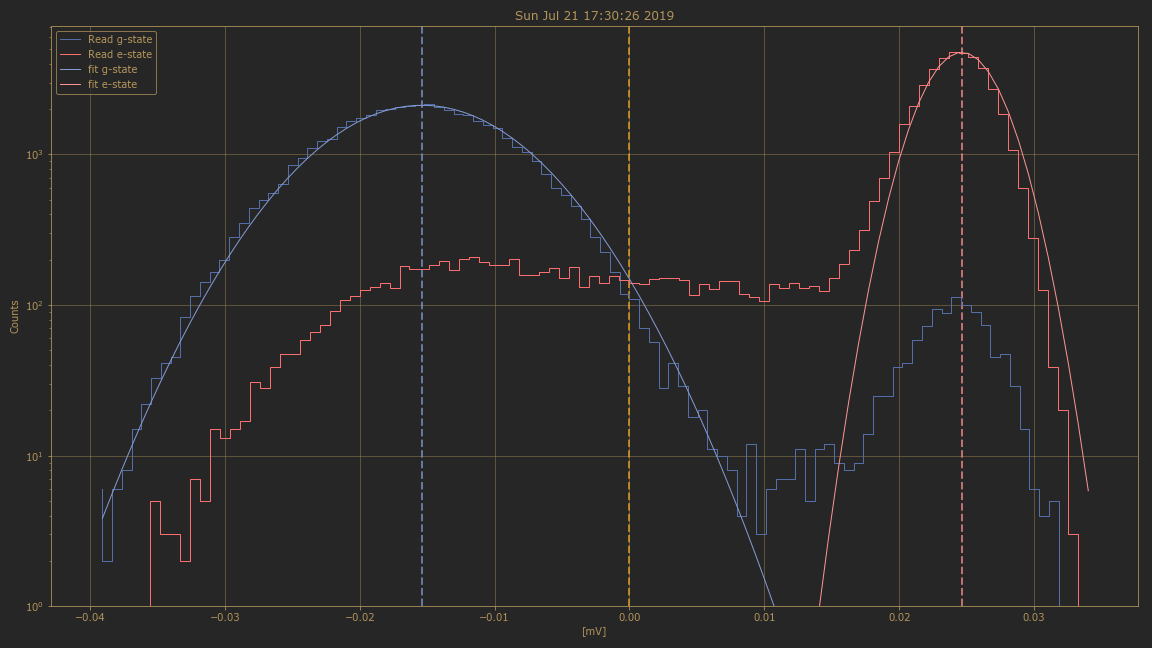 Sun Jul 21 17:30:26 2019
Read g-state
Read e-state
fit g-state
fit e-state
Counts
10³
10²
10¹
10⁰
−0.04 −0.03 −0.02 −0.01 0.00 0.01 0.02 0.03
[mV]